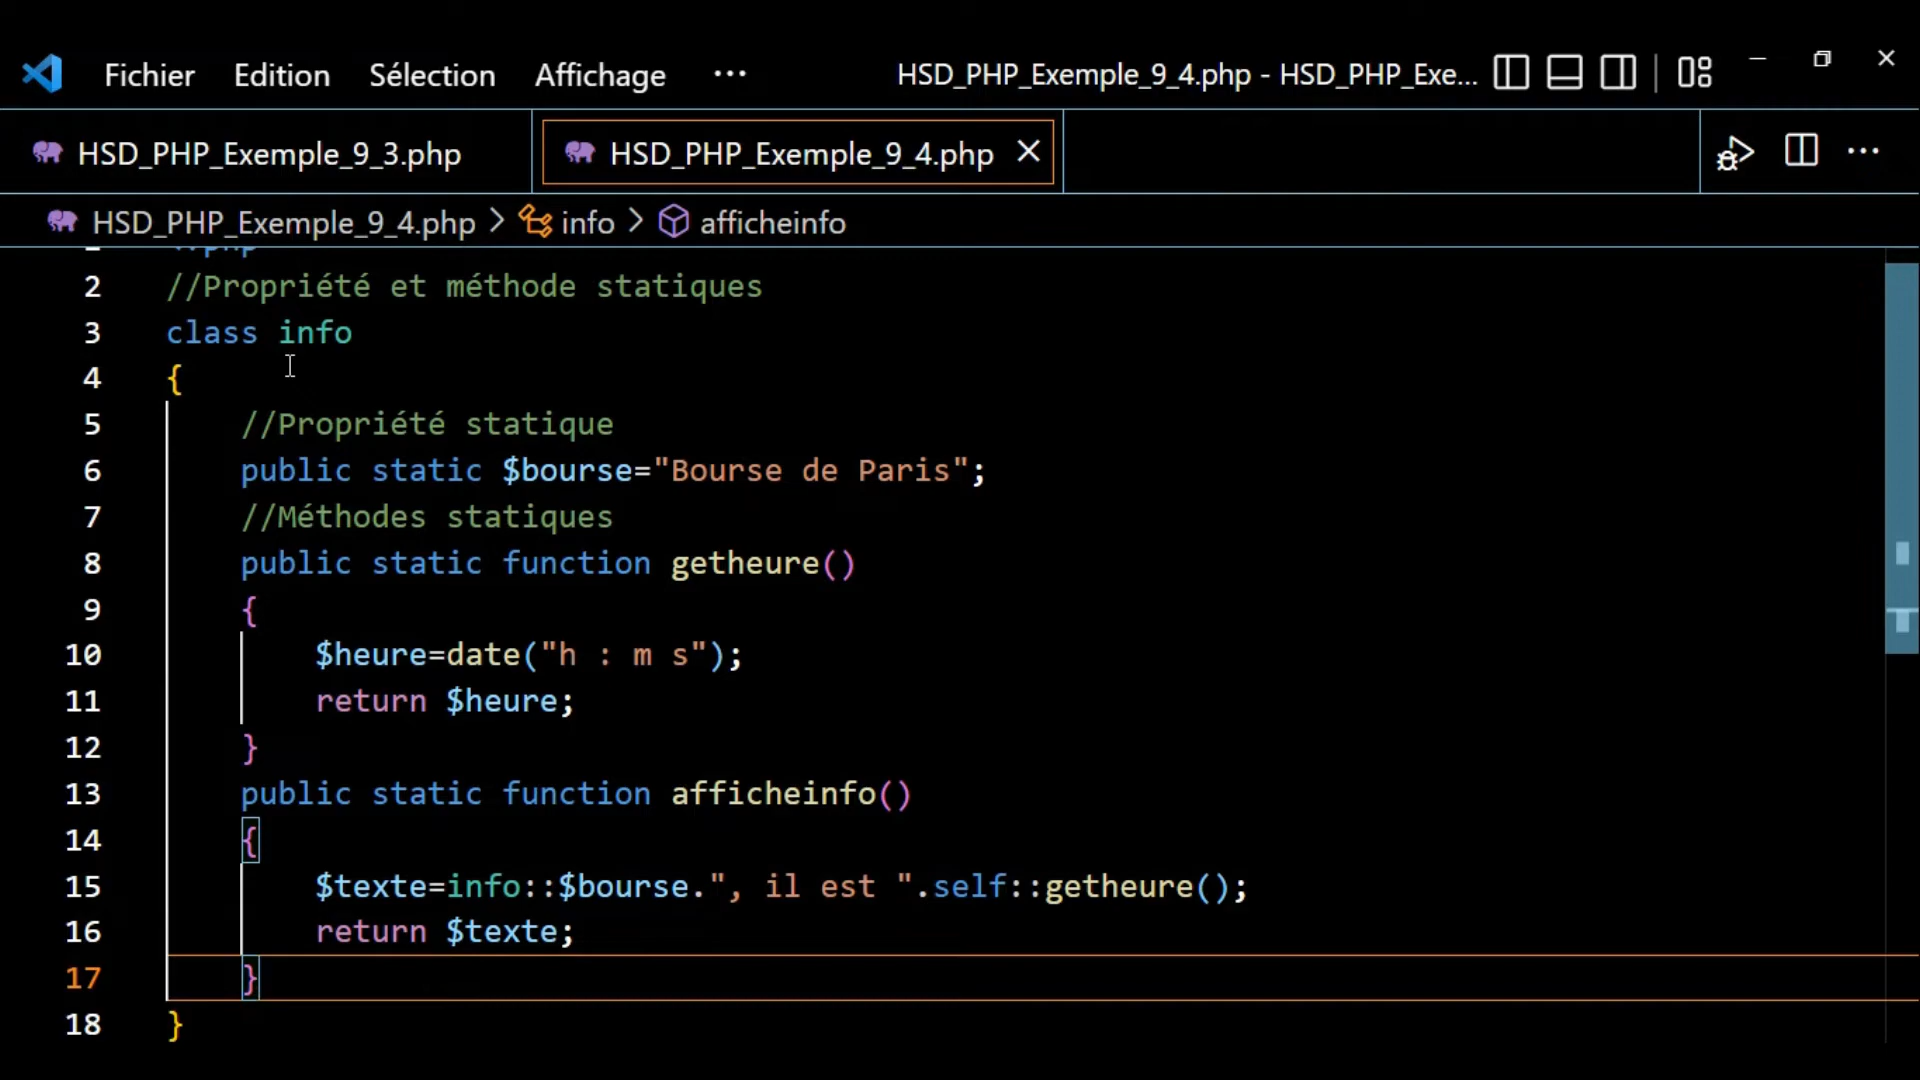 Fichier Edition Sélection Affichage ··· HSD_PHP_Exemple_9_4.php - HSD_PHP_Exe...
HSD_PHP_Exemple_9_3.php HSD_PHP_Exemple_9_4.php
HSD_PHP_Exemple_9_4.php > info > afficheinfo
2 //Propriété et méthode statiques
3 class info
4 {
5 //Propriété statique
6 public static $bourse="Bourse de Paris";
7 //Méthodes statiques
8 public static function getheure()
9 {
10 $heure=date("h : m s");
11 return $heure;
12 }
13 public static function afficheinfo()
14 {
15 $texte=info::$bourse.", il est ".self::getheure();
16 return $texte;
17 }
18 }